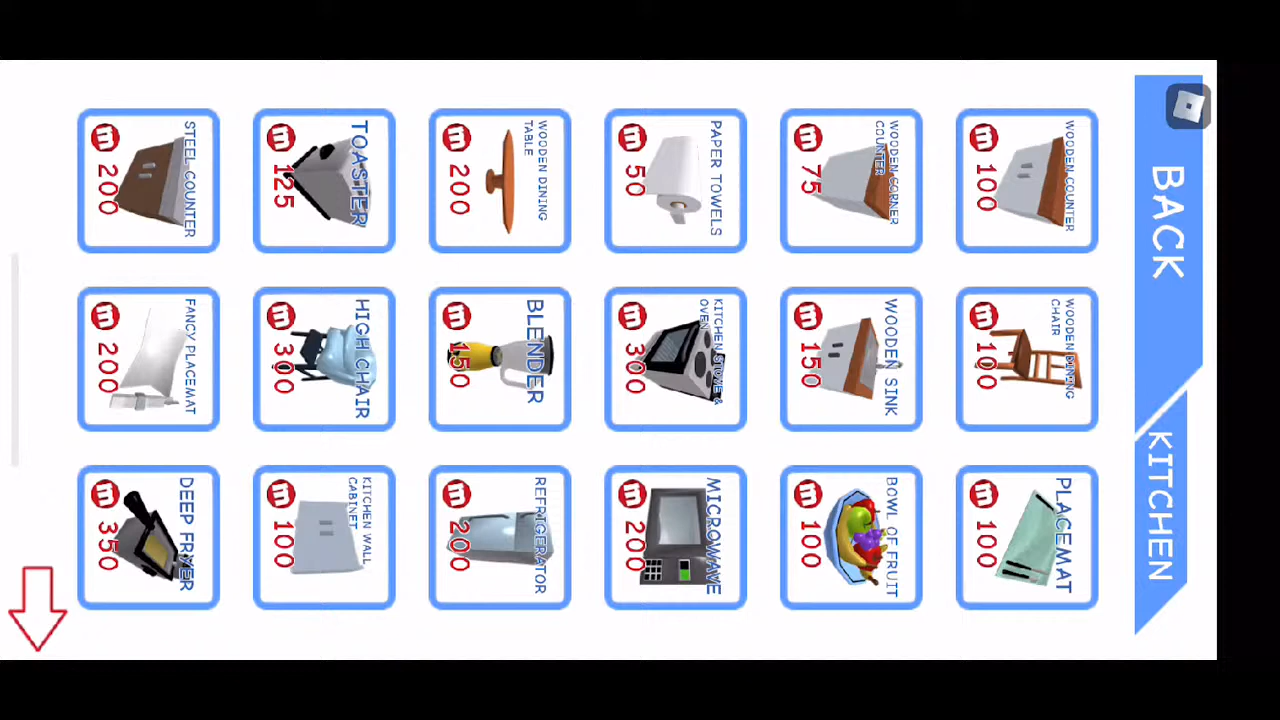 BACK
KITCHEN
WOODEN COUNTER
m 100
WOODEN DINING
CHAIR
m 100
PLACEMAT
m 100
WOODEN CORNER
COUNTER
m 75
WOODEN SINK
m 150
BOWL OF FRUIT
m 100
PAPER TOWELS
m 50
KITCHEN STOVE &
OVEN
m 300
MICROWAVE
m 200
WOODEN DINING
TABLE
m 200
BLENDER
m 150
REFRIGERATOR
m 200
TOASTER
m 125
HIGH CHAIR
m 300
KITCHEN WALL
CABINET
m 100
STEEL COUNTER
m 200
FANCY PLACEMAT
m 200
DEEP FRYER
m 350